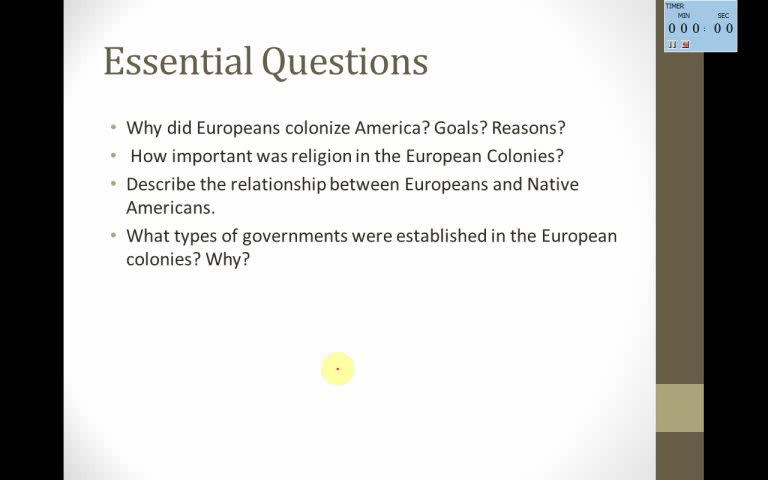 TIMER
MIN SEC
000: 00
Essential Questions
• Why did Europeans colonize America? Goals? Reasons?
• How important was religion in the European Colonies?
• Describe the relationship between Europeans and Native
Americans.
• What types of governments were established in the European
colonies? Why?